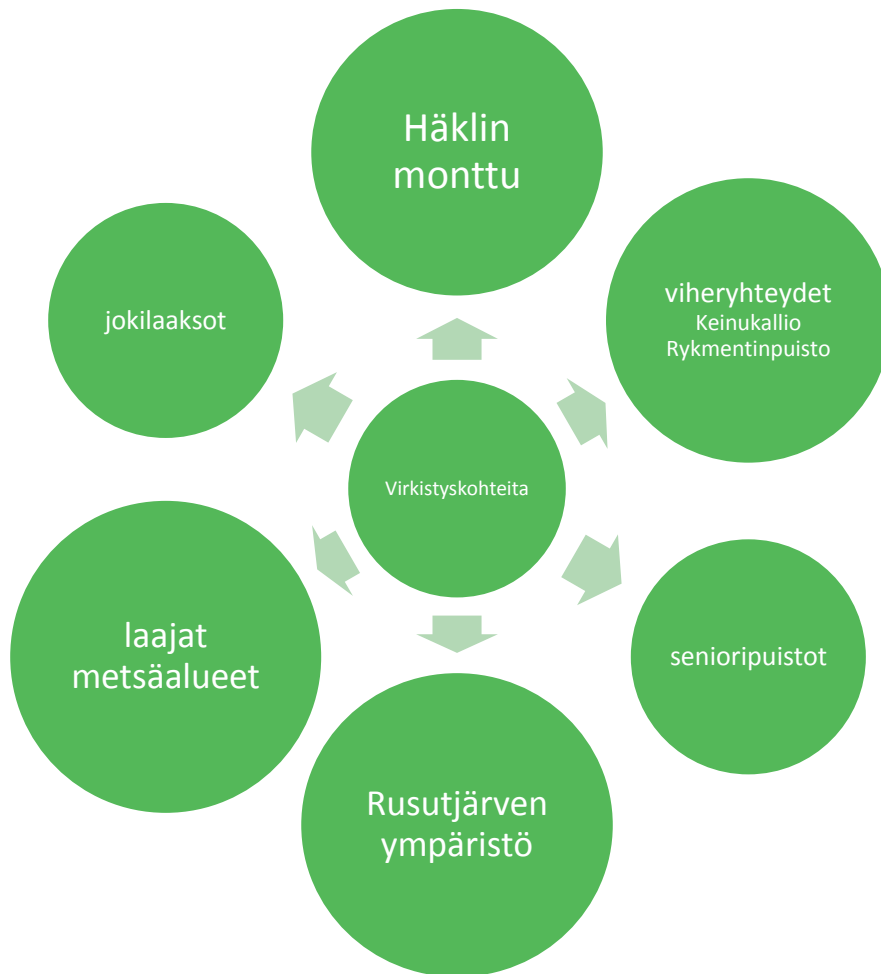 Häklin
monttu
jokilaaksot
viheryhteydet
Keinukallio
Rykmentinpuisto
Virkistyskohteita
laajat
metsäalueet
senioripuistot
Rusutjärven
ympäristö